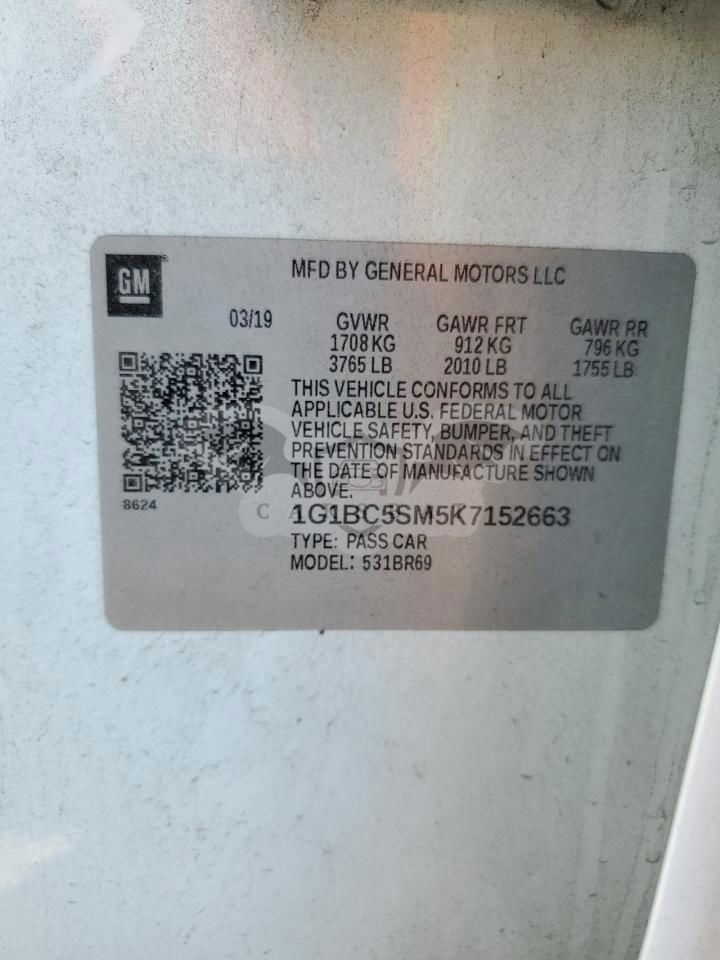 GM
MFD BY GENERAL MOTORS LLC
03/19
GVWR GAWR FRT GAWR RR
1708 KG 912 KG 796 KG
3765 LB 2010 LB 1755 LB
THIS VEHICLE CONFORMS TO ALL
APPLICABLE U.S. FEDERAL MOTOR
VEHICLE SAFETY, BUMPER, AND THEFT
PREVENTION STANDARDS IN EFFECT ON
THE DATE OF MANUFACTURE SHOWN
ABOVE.
8624
1G1BC5SM5K7152663
TYPE: PASS CAR
MODEL: 531BR69